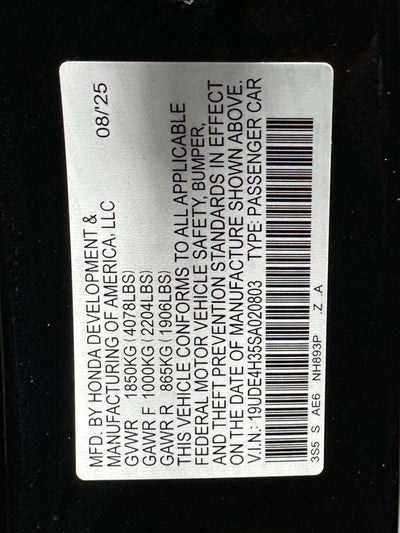 MFD. BY HONDA DEVELOPMENT & 08/'25
MANUFACTURING OF AMERICA, LLC
GVWR 1850KG (4078LBS)
GAWR F 1000KG (2204LBS)
GAWR R 865KG (1906LBS)
THIS VEHICLE CONFORMS TO ALL APPLICABLE
FEDERAL MOTOR VEHICLE SAFETY, BUMPER,
AND THEFT PREVENTION STANDARDS IN EFFECT
ON THE DATE OF MANUFACTURE SHOWN ABOVE.
V.I.N.: 19UDE4H35SA020803 TYPE: PASSENGER CAR
3S5 S AE6 NH893P .Z .A